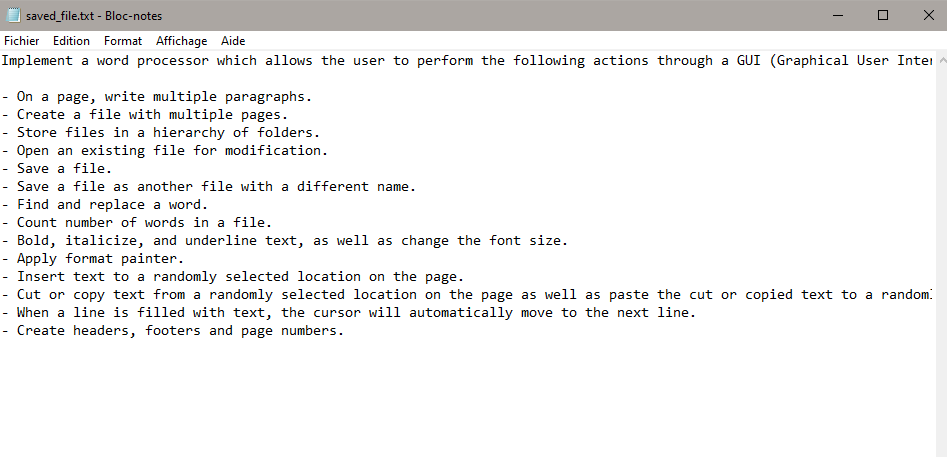 saved_file.txt - Bloc-notes
Fichier Edition Format Affichage Aide
Implement a word processor which allows the user to perform the following actions through a GUI (Graphical User Inter
- On a page, write multiple paragraphs.
- Create a file with multiple pages.
- Store files in a hierarchy of folders.
- Open an existing file for modification.
- Save a file.
- Save a file as another file with a different name.
- Find and replace a word.
- Count number of words in a file.
- Bold, italicize, and underline text, as well as change the font size.
- Apply format painter.
- Insert text to a randomly selected location on the page.
- Cut or copy text from a randomly selected location on the page as well as paste the cut or copied text to a randoml
- When a line is filled with text, the cursor will automatically move to the next line.
- Create headers, footers and page numbers.